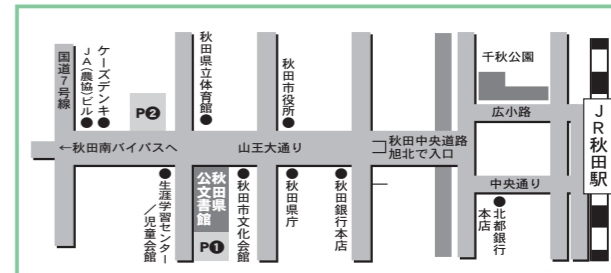 国道7号線
JA(農協)ビル
ケーズデンキ
P❷
秋田県立体育館
秋田市役所
千秋公園
広小路
JR秋田駅
←秋田南バイパスへ
山王大通り
秋田中央道路
旭北で入口
中央通り
生涯学習センター
／児童会館
秋田県
公文書館
P❶
秋田市文化会館
秋田県庁
秋田銀行本店
北都銀行
本店